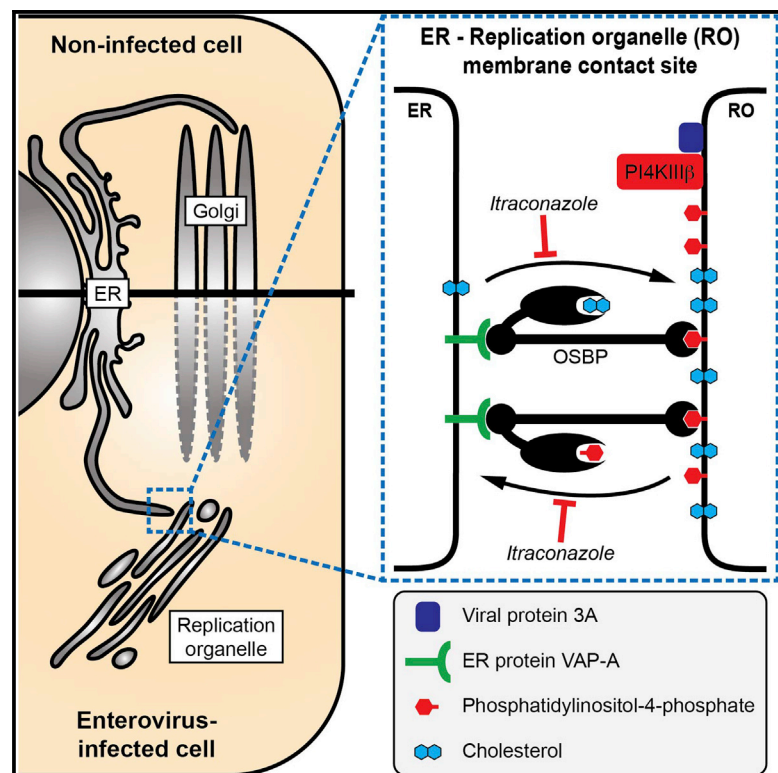 Non-infected cell
Golgi
ER
Replication
organelle
Enterovirus-
infected cell
ER - Replication organelle (RO)
membrane contact site
ER
RO
PI4KIIIβ
Itraconazole
OSBP
Itraconazole
Viral protein 3A
ER protein VAP-A
Phosphatidylinositol-4-phosphate
Cholesterol